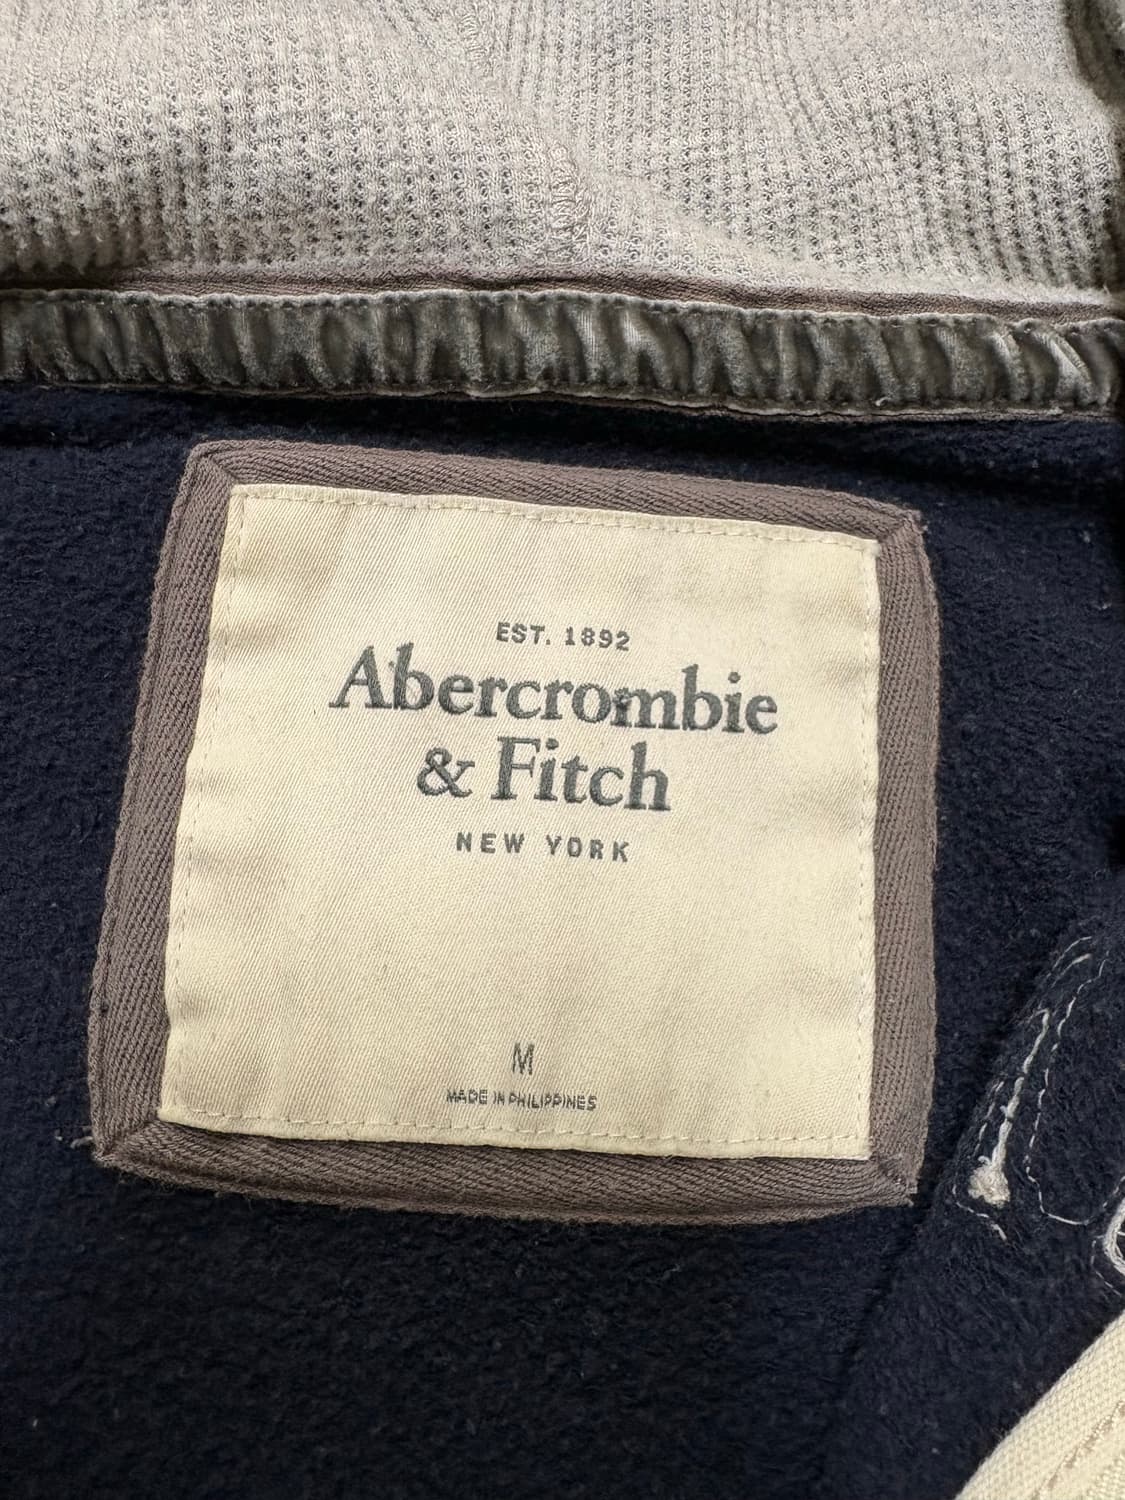 EST. 1892
Abercrombie
& Fitch
NEW YORK
M
MADE IN PHILIPPINES